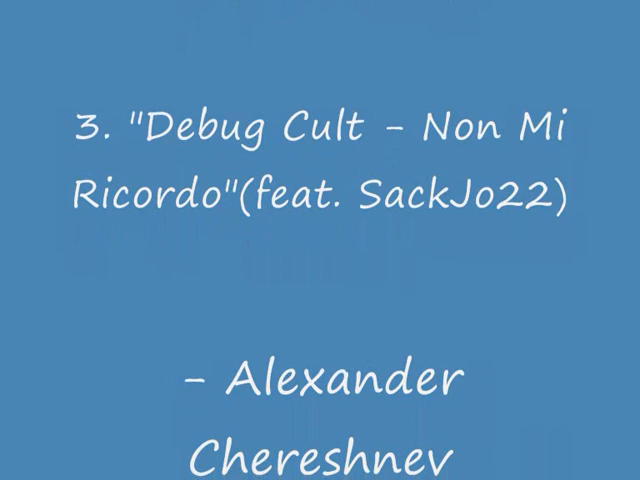 3. "Debug Cult - Non Mi
Ricordo"(feat. SackJo22)
- Alexander
Chereshnev